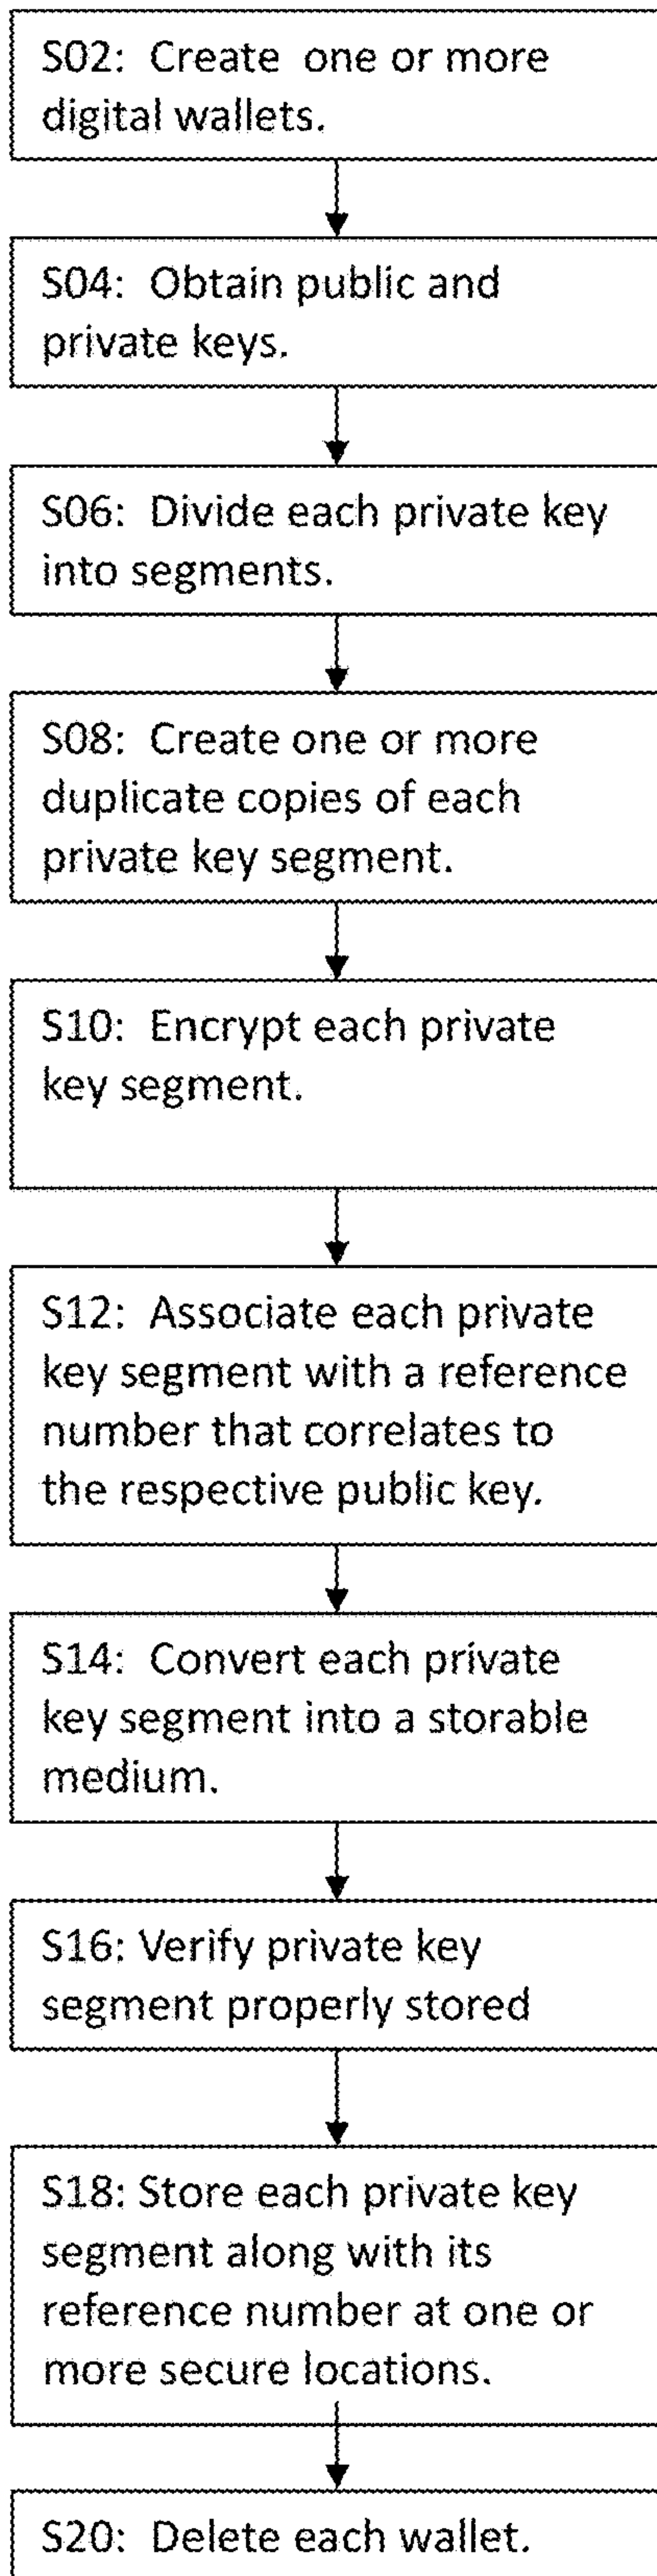 S02: Create one or more
digital wallets.
S04: Obtain public and
private keys.
S06: Divide each private key
into segments.
S08: Create one or more
duplicate copies of each
private key segment.
S10: Encrypt each private
key segment.
S12: Associate each private
key segment with a reference
number that correlates to
the respective public key.
S14: Convert each private
key segment into a storable
medium.
S16: Verify private key
segment properly stored
S18: Store each private key
segment along with its
reference number at one or
more secure locations.
S20: Delete each wallet.